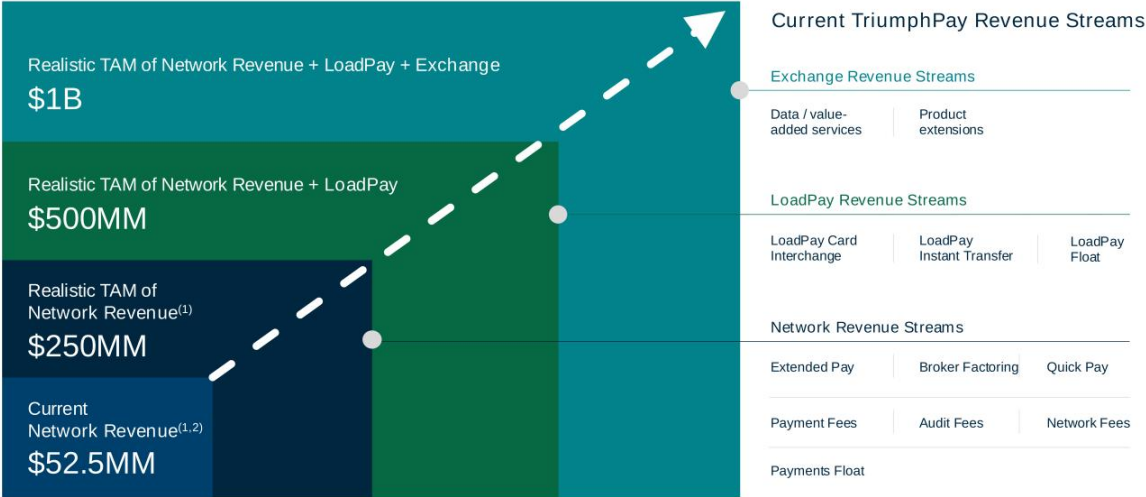 Current TriumphPay Revenue Streams
Realistic TAM of Network Revenue + LoadPay + Exchange
$1B
Realistic TAM of Network Revenue + LoadPay
$500MM
Realistic TAM of
Network Revenue(1)
$250MM
Current
Network Revenue(1,2)
$52.5MM
Exchange Revenue Streams
Data / value-
added services
Product
extensions
LoadPay Revenue Streams
LoadPay Card
Interchange
LoadPay
Instant Transfer
LoadPay
Float
Network Revenue Streams
Extended Pay
Broker Factoring
Quick Pay
Payment Fees
Audit Fees
Network Fees
Payments Float